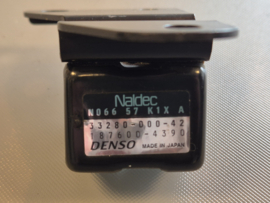 Naldec
N066 57 K1X A
33280-000-42
187600-4390
DENSO MADE IN JAPAN